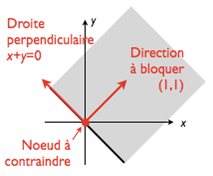 Droite
perpendiculaire
x+y=0
y
Direction
à bloquer
(1,1)
x
Noeud à
contraindre